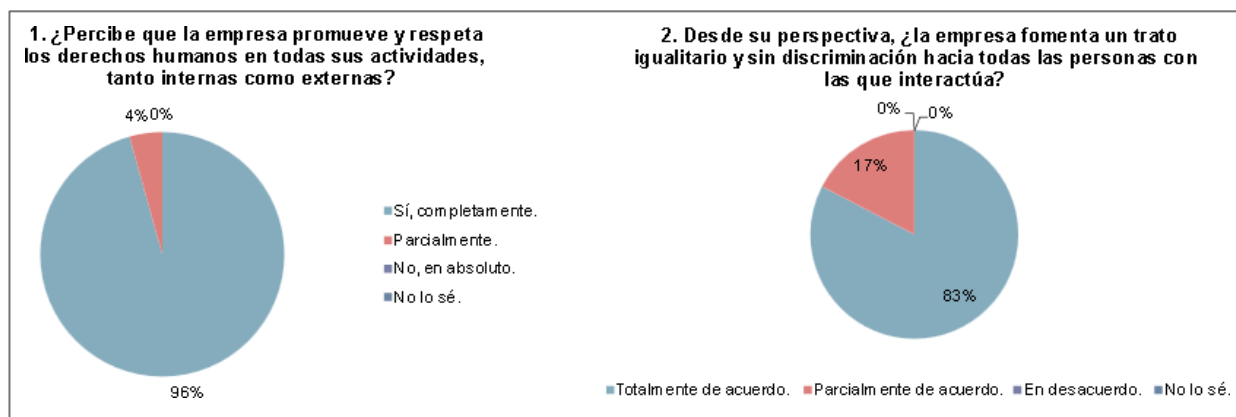 1. ¿Percibe que la empresa promueve y respeta
los derechos humanos en todas sus actividades,
tanto internas como externas?
4% 0%
Sí, completamente.
Parcialmente.
No, en absoluto.
No lo sé.
96%
2. Desde su perspectiva, ¿la empresa fomenta un trato
igualitario y sin discriminación hacia todas las personas con
las que interactúa?
0% 0%
17%
83%
Totalmente de acuerdo. Parcialmente de acuerdo. En desacuerdo. No lo sé.